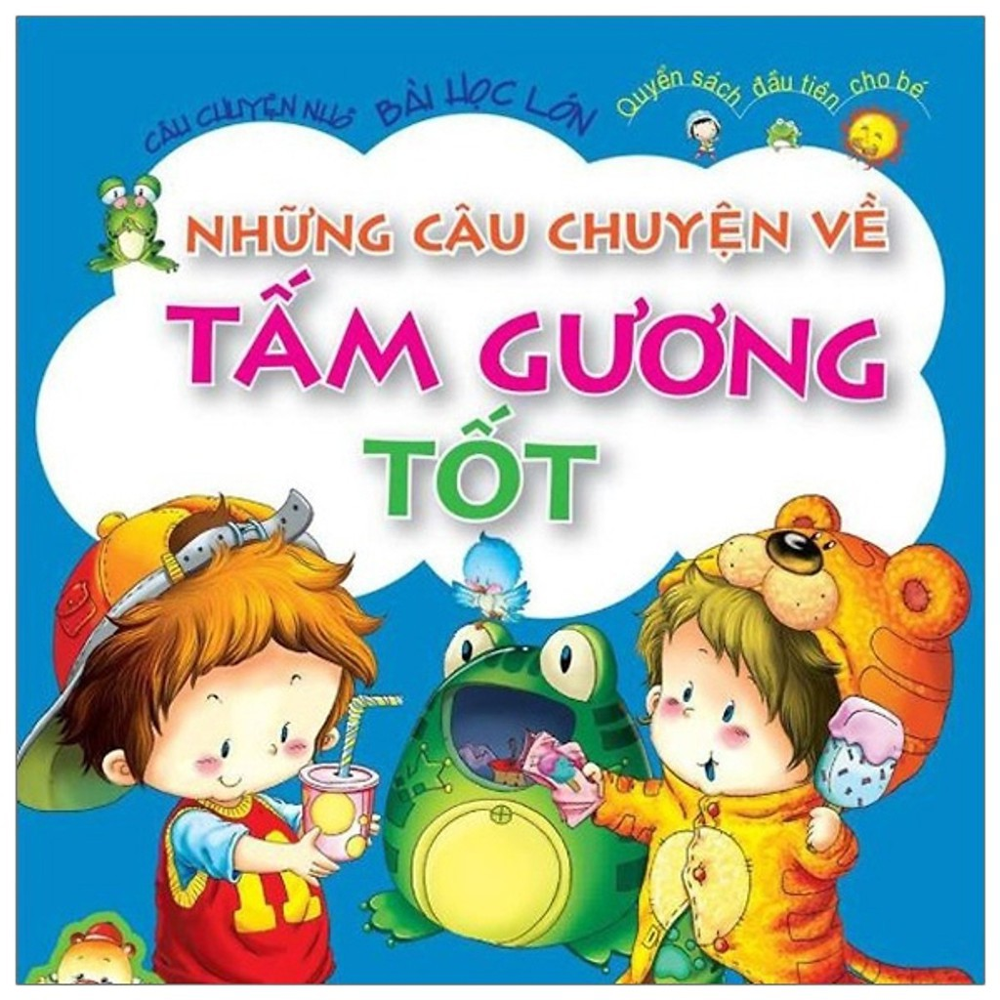 CÂU CHUYỆN NHỎ BÀI HỌC LỚN
Quyển sách đầu tiên cho bé
NHỮNG CÂU CHUYỆN VỀ
TẤM GƯƠNG
TỐT